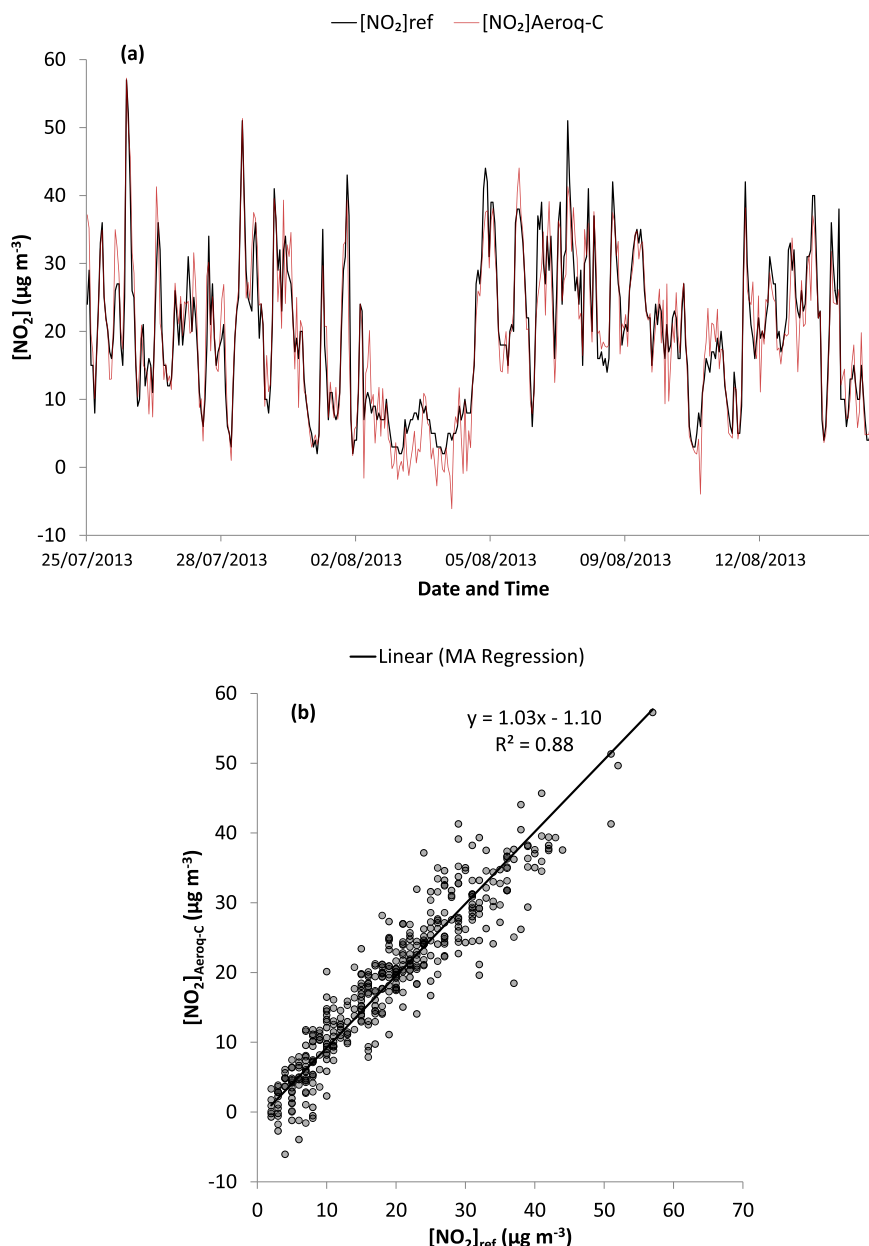 [NO₂]ref [NO₂]Aeroq-C
(a)
60
50
40
30
20
10
0
-10
[NO₂] (µg m⁻³)
25/07/2013 28/07/2013 02/08/2013 05/08/2013 09/08/2013 12/08/2013
Date and Time
Linear (MA Regression)
(b)
y = 1.03x - 1.10
R² = 0.88
60
50
40
30
20
10
0
-10
[NO₂]Aeroq-C (µg m⁻³)
0 10 20 30 40 50 60 70
[NO₂]ref (µg m⁻³)